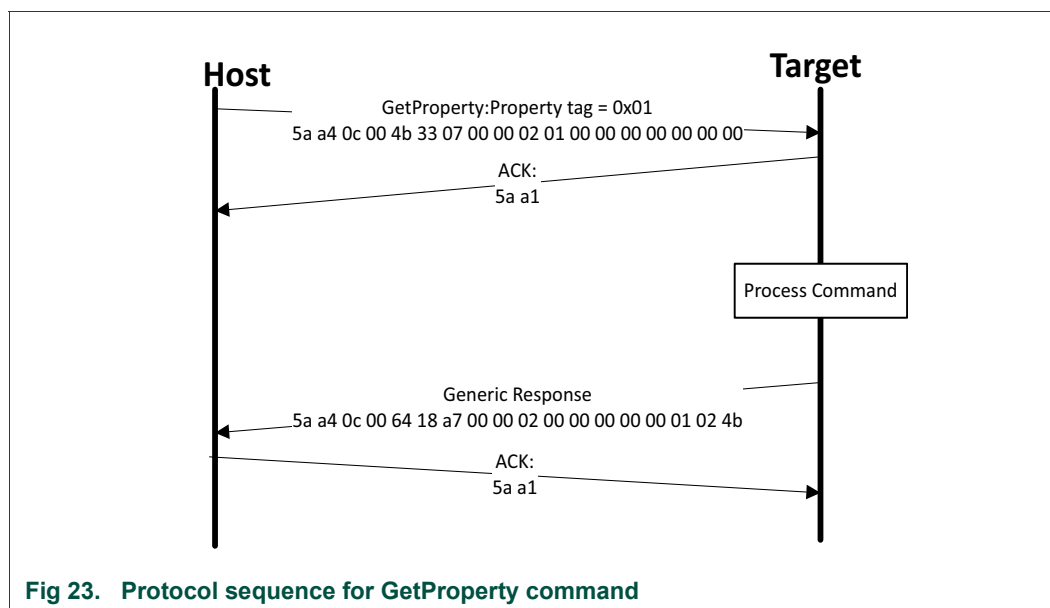 Host
Target
GetProperty:Property tag = 0x01
5a a4 0c 00 4b 33 07 00 00 02 01 00 00 00 00 00 00 00
ACK:
5a a1
Process Command
Generic Response
5a a4 0c 00 64 18 a7 00 00 02 00 00 00 00 00 01 02 4b
ACK:
5a a1
Fig 23. Protocol sequence for GetProperty command